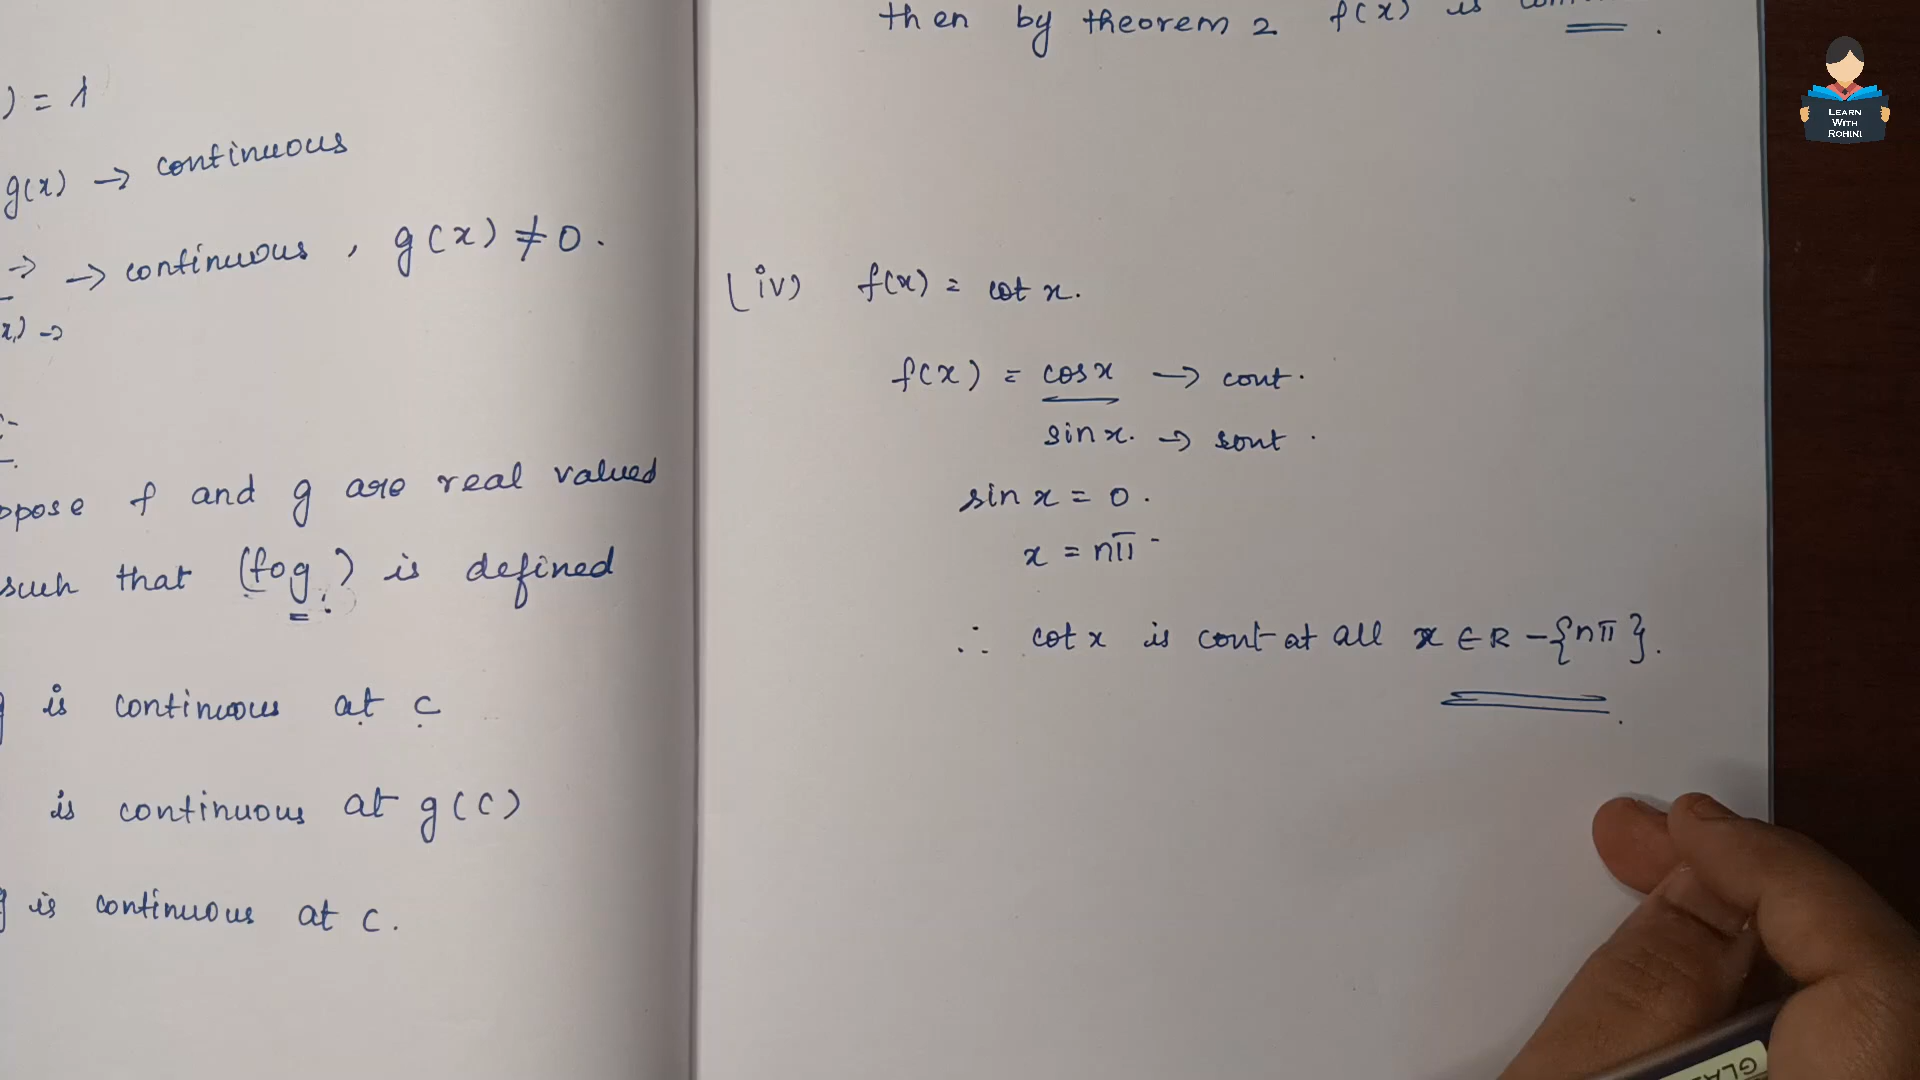 ) = 1
g(x) → continuous
→ → continuous , g(x) ≠ 0 .
x) →
f and g are real valued
such that (fog) is defined
is continuous at c
is continuous at g(c)
is continuous at c.
then by theorem 2 f(x) is
(iv) f(x) = cot x.
f(x) = cos x → cont.
sin x. → cont .
sin x = 0 .
x = nπ -
∴ cot x is cont at all x ∈ R - {nπ}.
LEARN
WITH
ROHINI